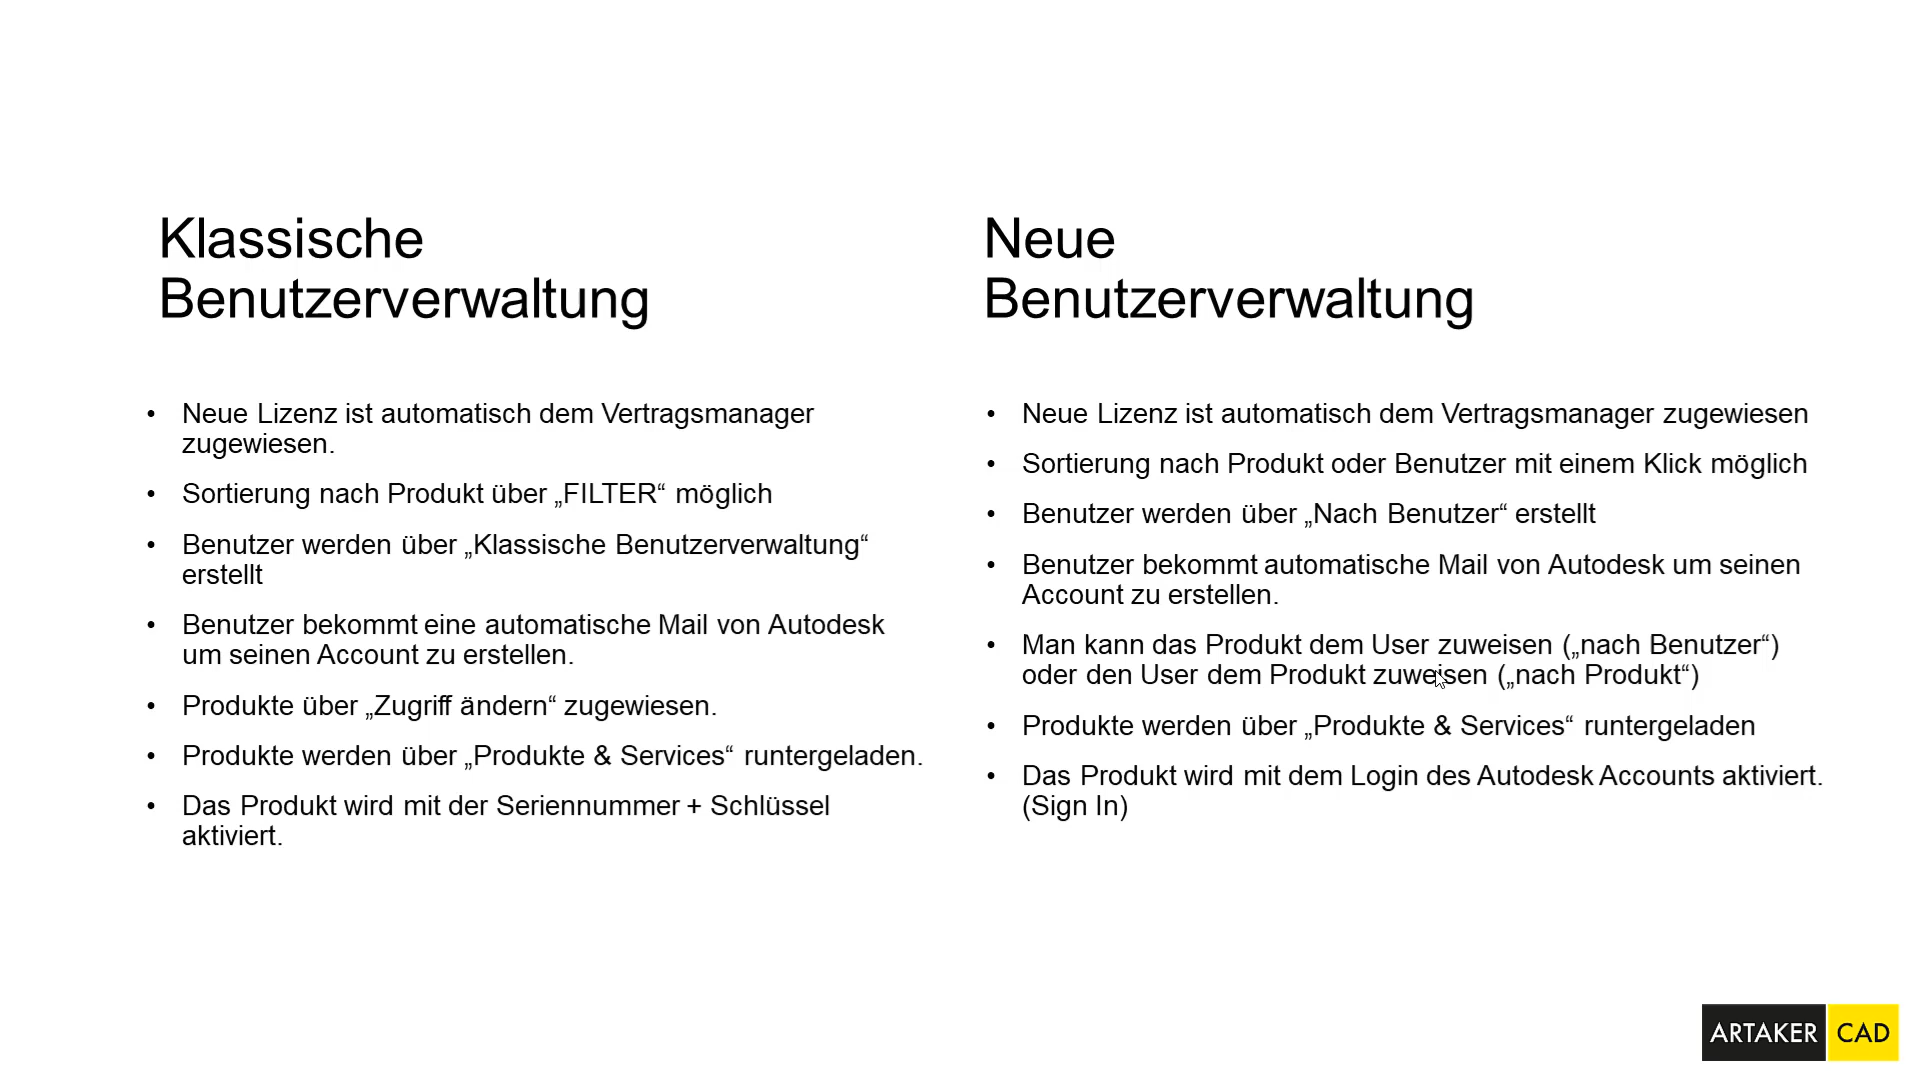 Klassische
Benutzerverwaltung
• Neue Lizenz ist automatisch dem Vertragsmanager
zugewiesen.
• Sortierung nach Produkt über „FILTER“ möglich
• Benutzer werden über „Klassische Benutzerverwaltung“
erstellt
• Benutzer bekommt eine automatische Mail von Autodesk
um seinen Account zu erstellen.
• Produkte über „Zugriff ändern“ zugewiesen.
• Produkte werden über „Produkte & Services“ runtergeladen.
• Das Produkt wird mit der Seriennummer + Schlüssel
aktiviert.
Neue
Benutzerverwaltung
• Neue Lizenz ist automatisch dem Vertragsmanager zugewiesen
• Sortierung nach Produkt oder Benutzer mit einem Klick möglich
• Benutzer werden über „Nach Benutzer“ erstellt
• Benutzer bekommt automatische Mail von Autodesk um seinen
Account zu erstellen.
• Man kann das Produkt dem User zuweisen („nach Benutzer“)
oder den User dem Produkt zuweisen („nach Produkt“)
• Produkte werden über „Produkte & Services“ runtergeladen
• Das Produkt wird mit dem Login des Autodesk Accounts aktiviert.
(Sign In)
ARTAKER CAD